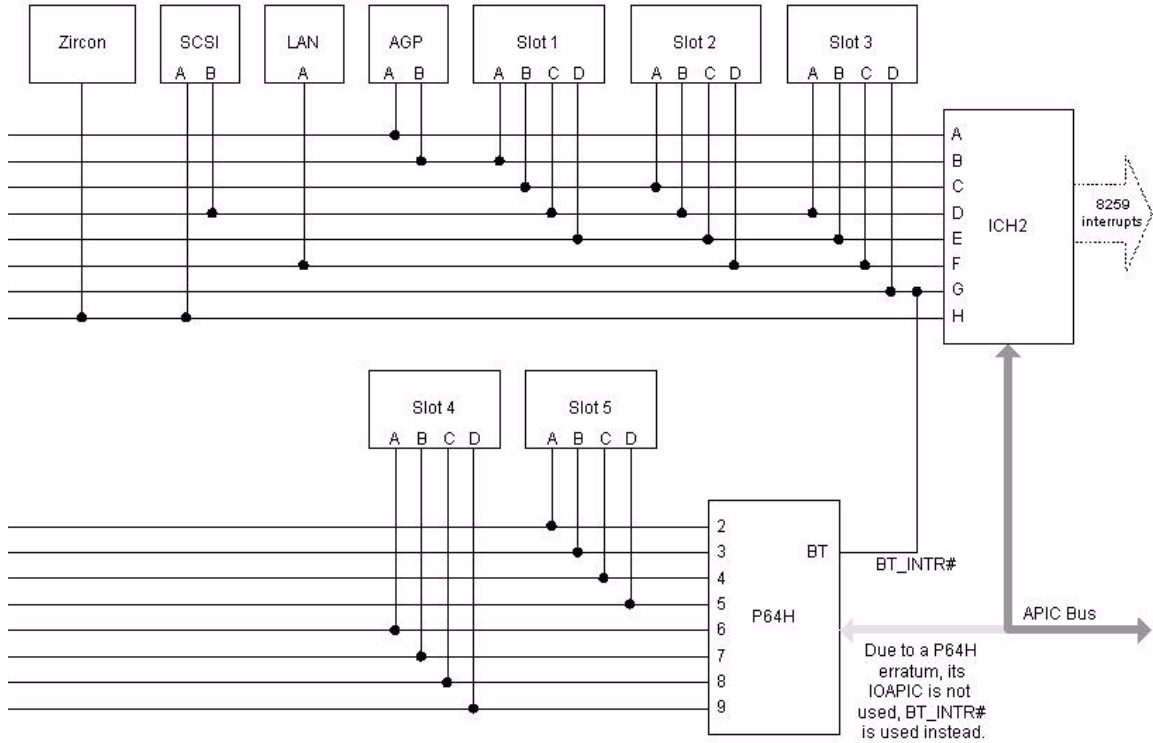 Zircon SCSI LAN AGP Slot 1 Slot 2 Slot 3
A B A A B A B C D A B C D A B C D
A
B
C
D
E
F
G
H
ICH2
8259
interrupts
Slot 4 Slot 5
A B C D A B C D
2
3
4
5
6
7
8
9
BT
P64H
BT_INTR#
APIC Bus
Due to a P64H
erratum, its
IOAPIC is not
used, BT_INTR#
is used instead.